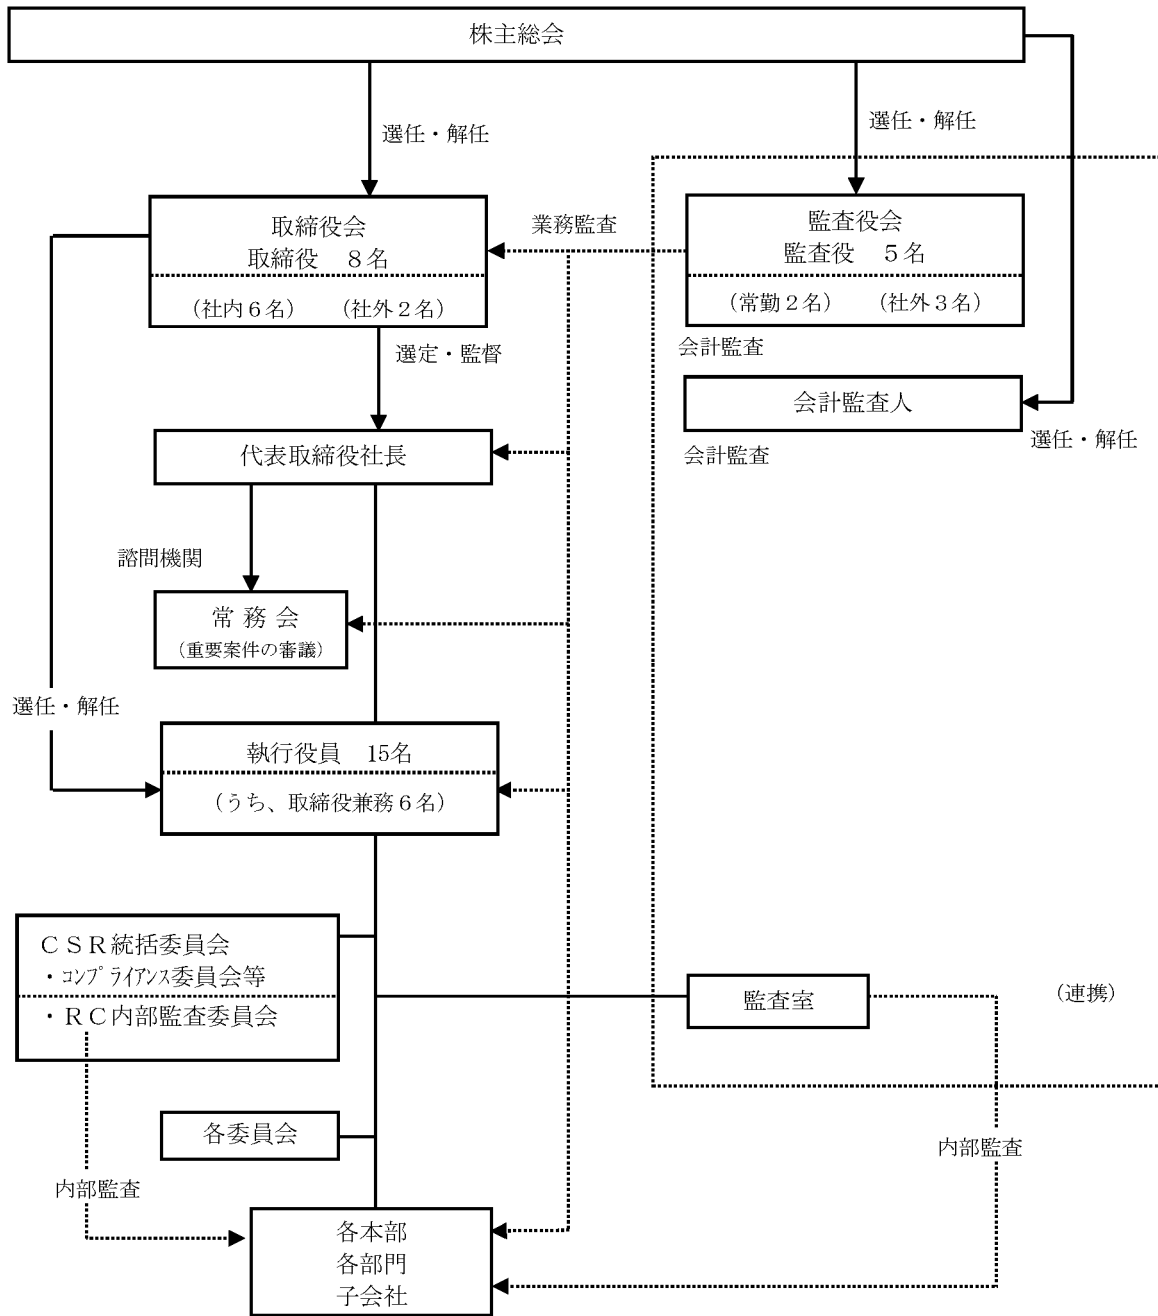 株主総会
選任・解任
選任・解任
取締役会
取締役 8名
(社内6名) (社外2名)
業務監査
監査役会
監査役 5名
(常勤2名) (社外3名)
会計監査
選定・監督
会計監査人
選任・解任
会計監査
代表取締役社長
諮問機関
常務会
(重要案件の審議)
選任・解任
執行役員 15名
(うち、取締役兼務6名)
CSR統括委員会
・コンプライアンス委員会等
・RC内部監査委員会
監査室
(連携)
各委員会
内部監査
内部監査
各本部
各部門
子会社